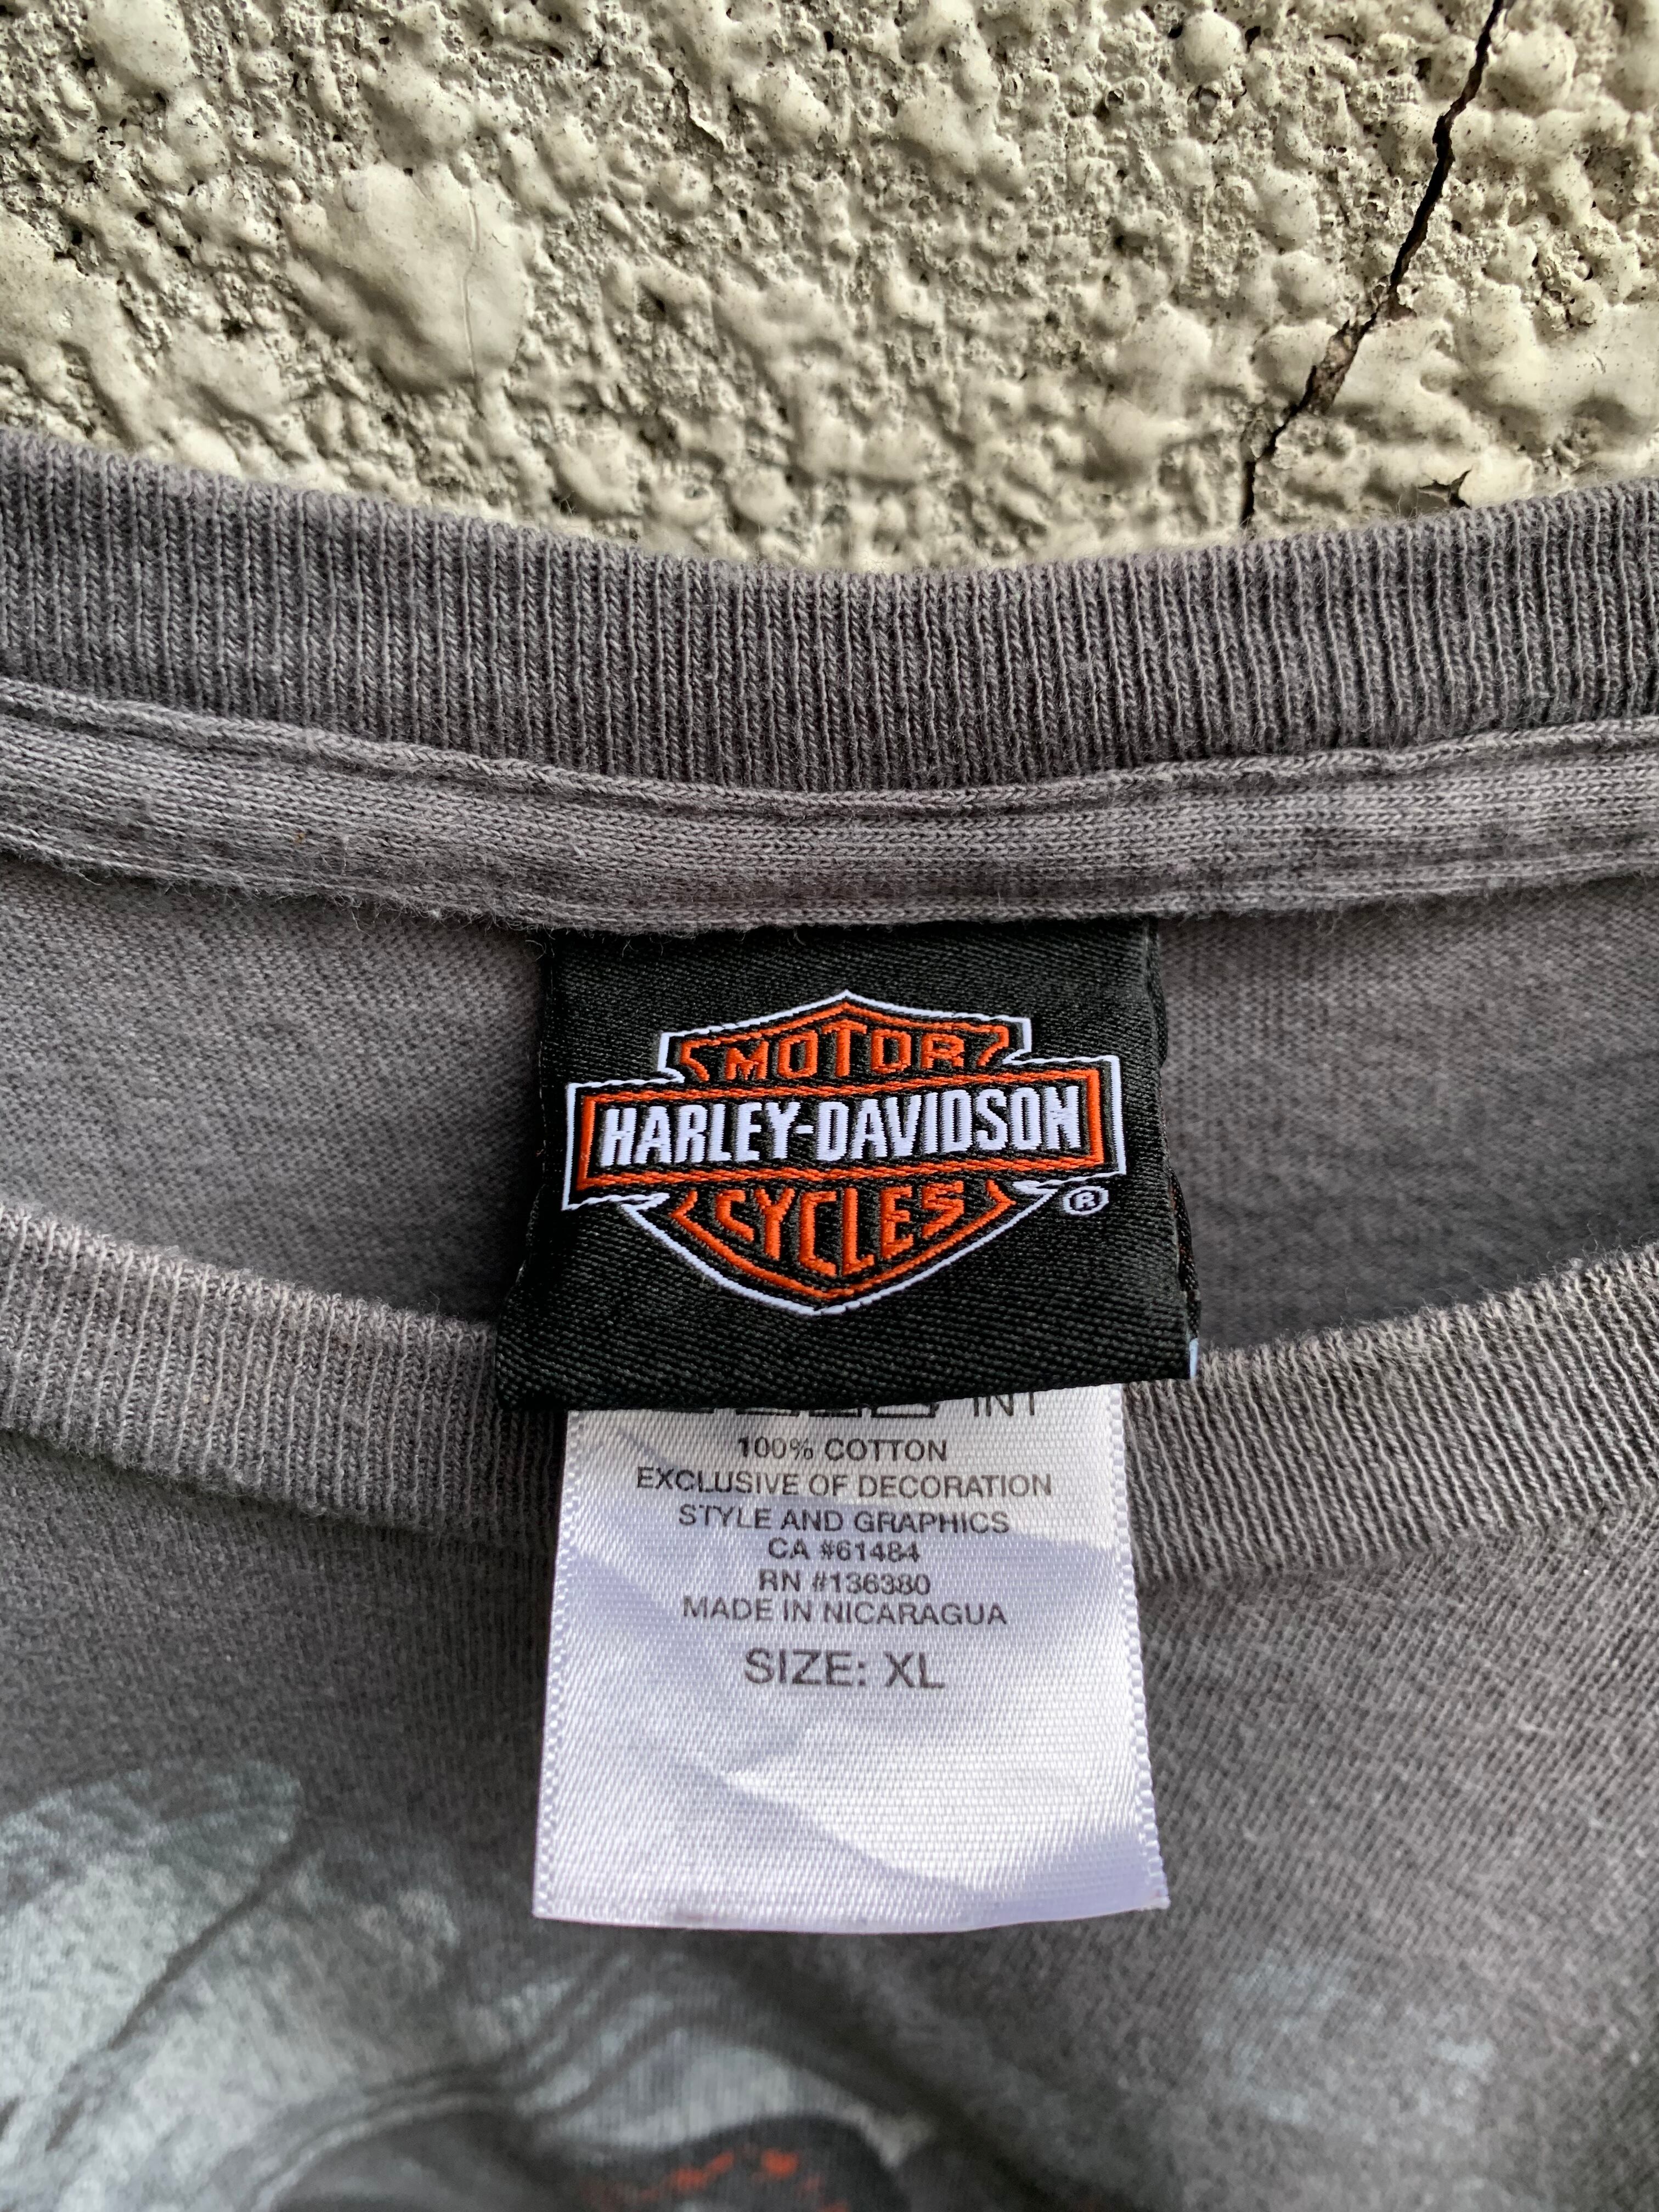 MOTOR
HARLEY-DAVIDSON
CYCLES
®
INT
100% COTTON
EXCLUSIVE OF DECORATION
STYLE AND GRAPHICS
CA #61484
RN #136380
MADE IN NICARAGUA
SIZE: XL